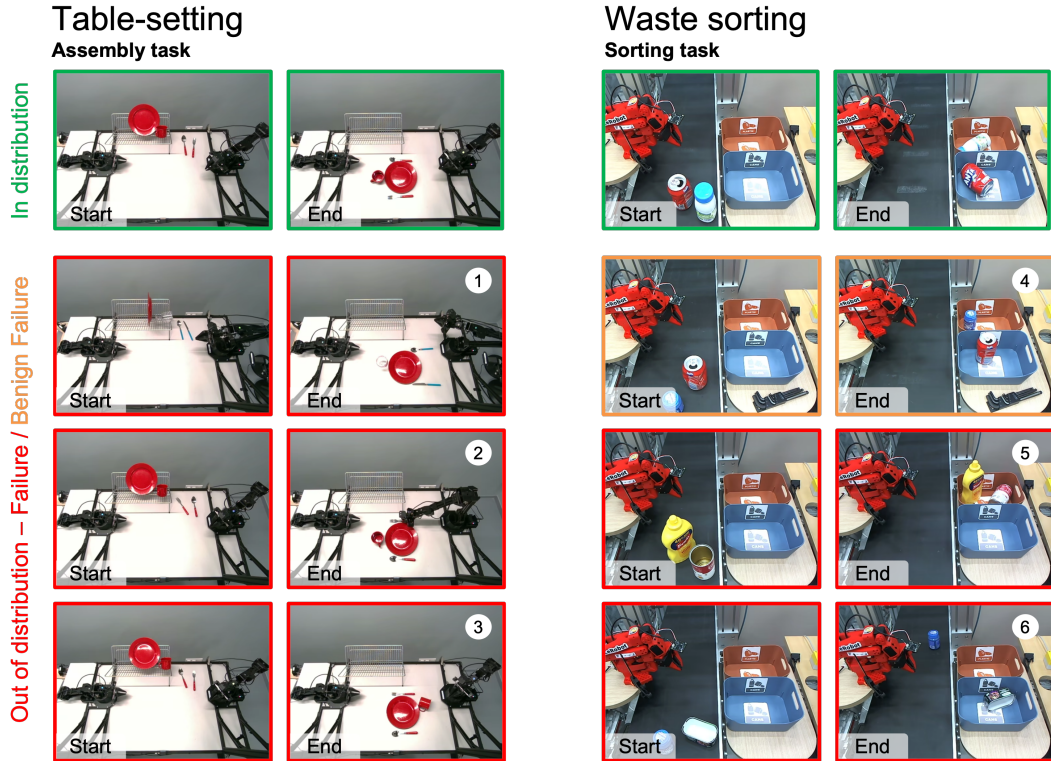 Table-setting
Assembly task
Waste sorting
Sorting task
In distribution
Start
End
Start
End
Out of distribution – Failure / Benign Failure
Start
End
1
Start
End
4
Start
End
2
Start
End
5
Start
End
3
Start
End
6